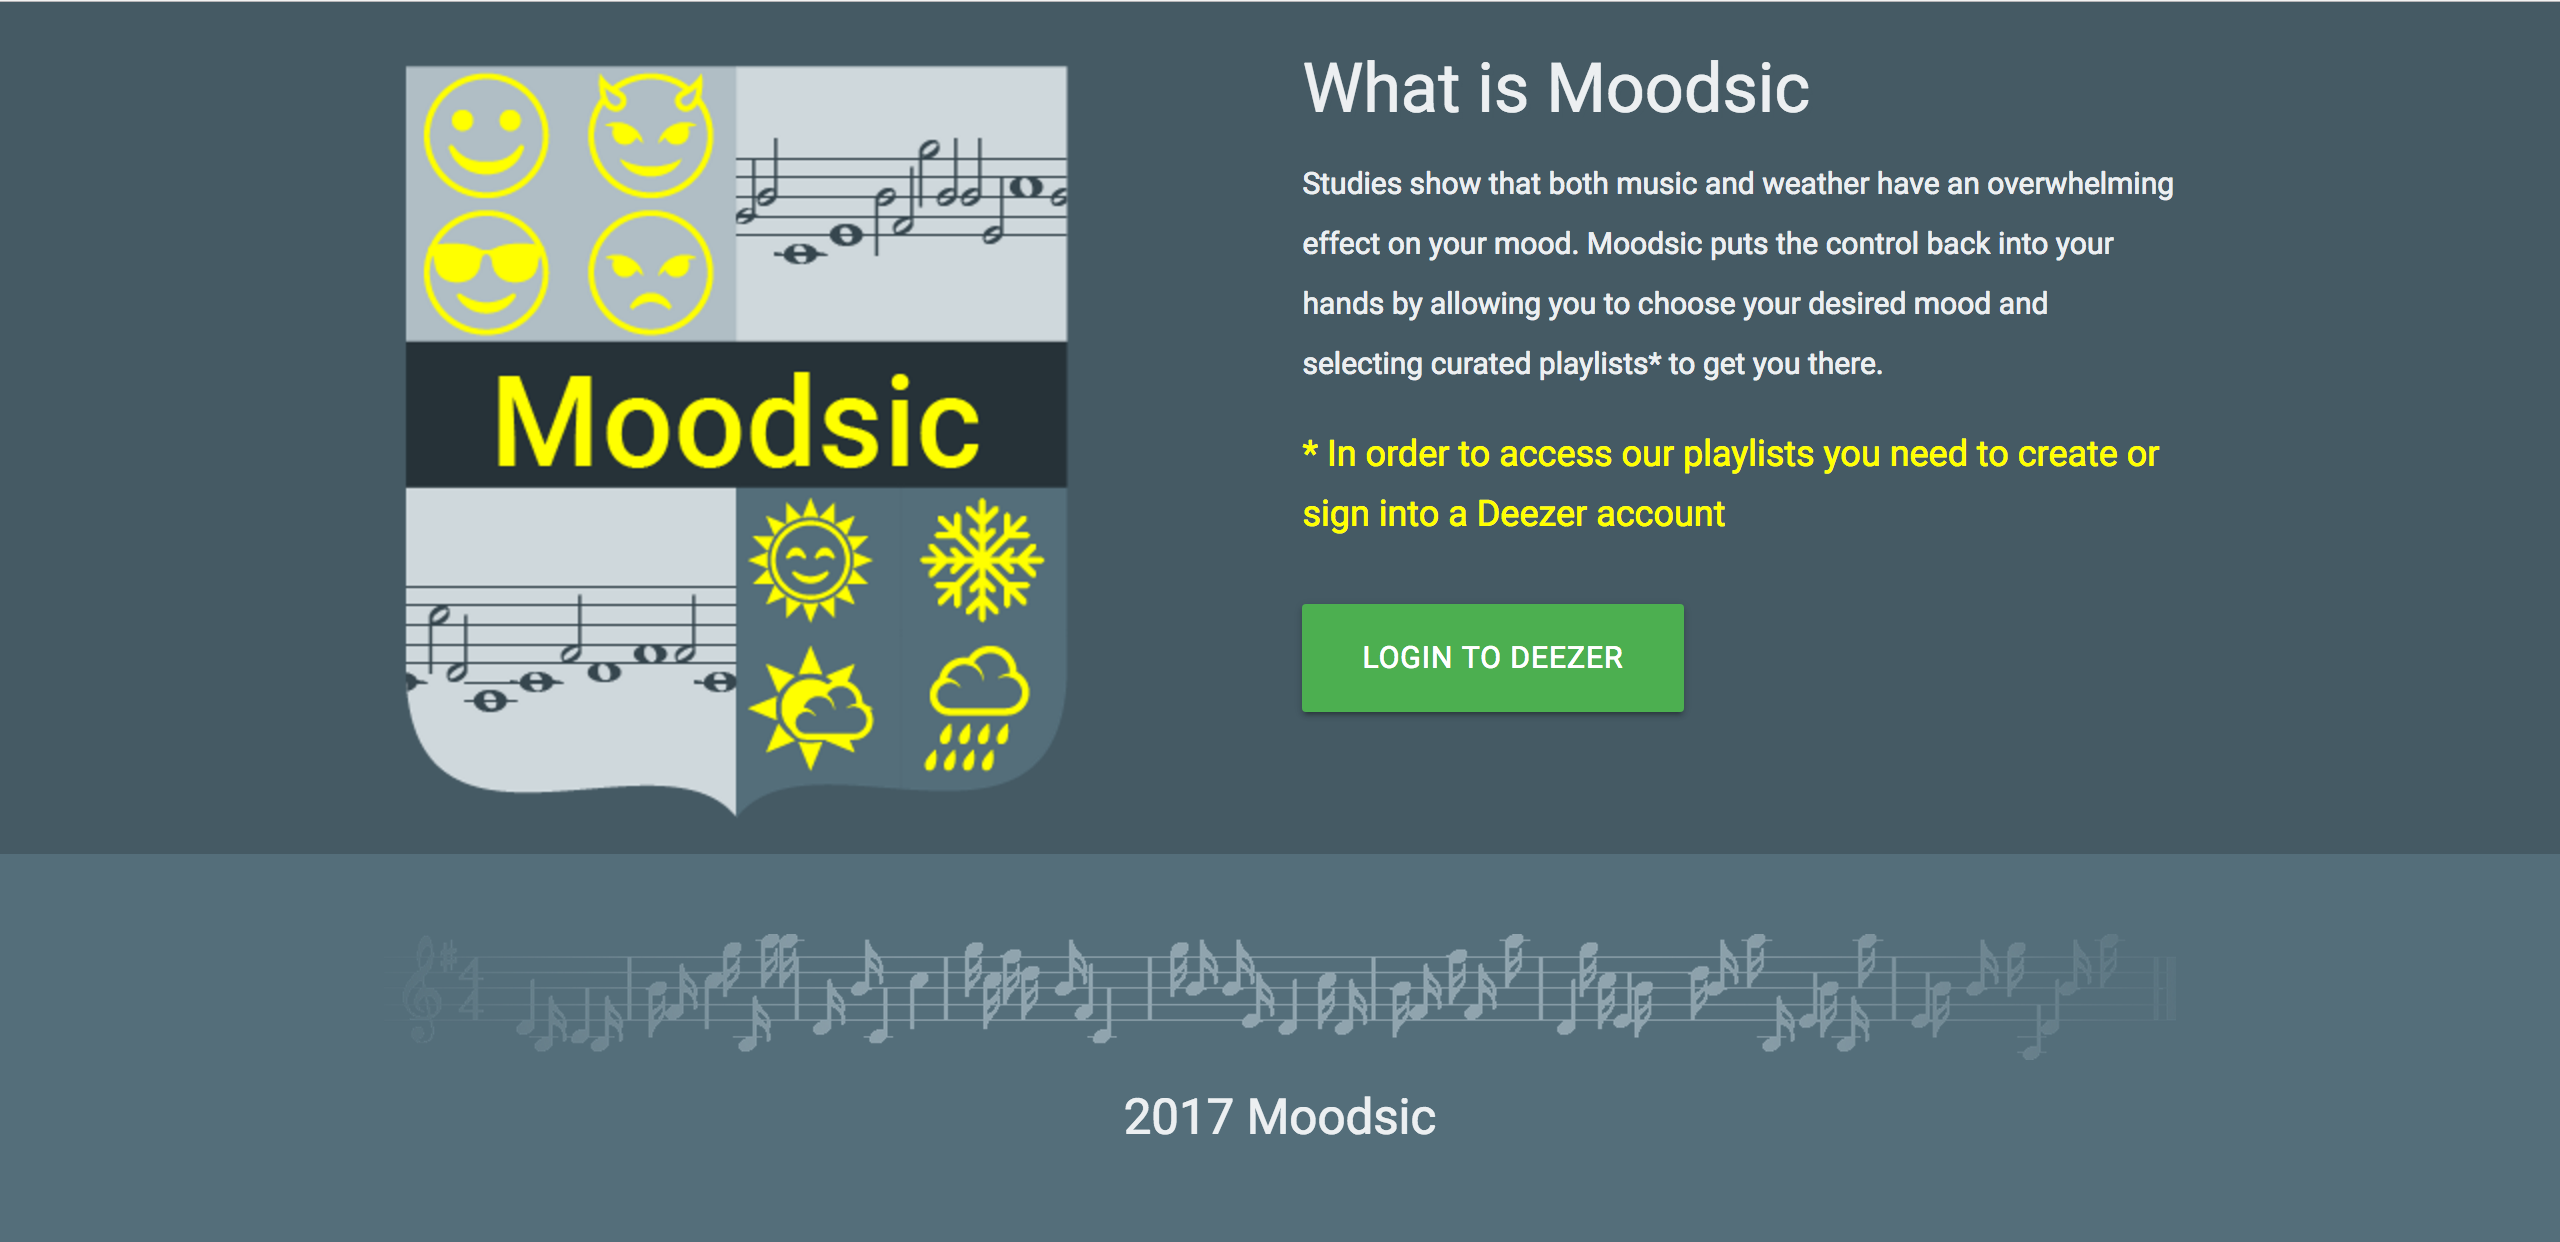 Moodsic
What is Moodsic
Studies show that both music and weather have an overwhelming
effect on your mood. Moodsic puts the control back into your
hands by allowing you to choose your desired mood and
selecting curated playlists* to get you there.
* In order to access our playlists you need to create or
sign into a Deezer account
LOGIN TO DEEZER
4
4
2017 Moodsic